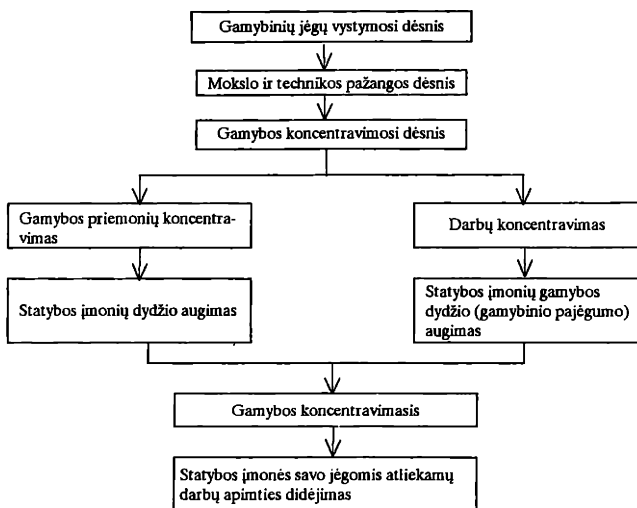 Gamybinių jėgų vystymosi dėsnis
Mokslo ir technikos pažangos dėsnis
Gamybos koncentravimosi dėsnis
Gamybos priemonių koncentra-
vimas
Darbų koncentravimas
Statybos įmonių dydžio augimas
Statybos įmonių gamybos
dydžio (gamybinio pajėgumo)
augimas
Gamybos koncentravimasis
Statybos įmonės savo jėgomis atliekamų
darbų apimties didėjimas